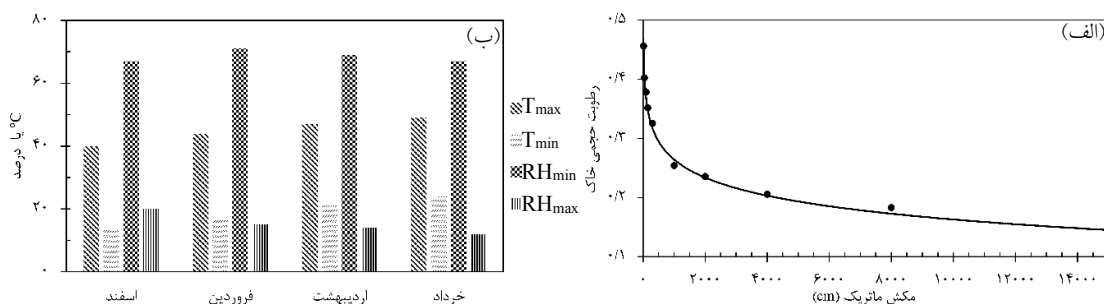 (الف)
رطوبت حجمی خاک
۰/۵
۰/۴
۰/۳
۰/۲
۰/۱
۰ ۲۰۰۰ ۴۰۰۰ ۶۰۰۰ ۸۰۰۰ ۱۰۰۰۰ ۱۲۰۰۰ ۱۴۰۰۰
مکش ماتریک (cm)
(ب)
°C یا درصد
۸۰
۶۰
۴۰
۲۰
۰
اسفند فروردین اردیبهشت خرداد
Tmax
Tmin
RHmin
RHmax